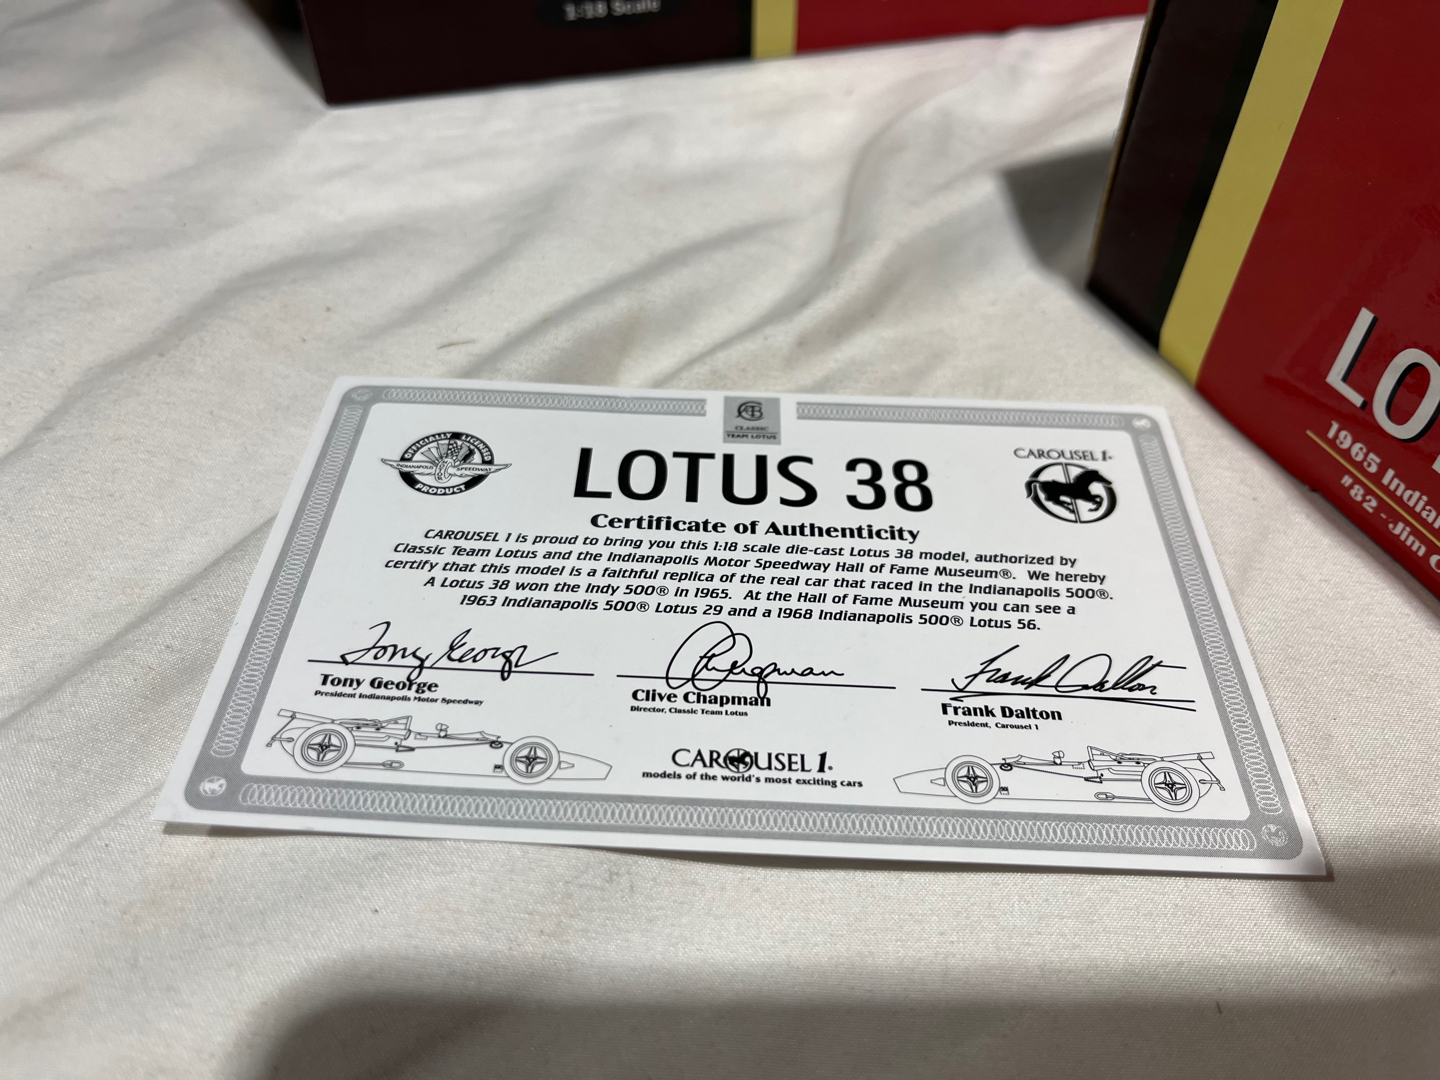 1:18 Scale
LO
1965 Indian
#82 - Jim C
CLASSIC
TEAM LOTUS
OFFICIALLY LICENSED
INDIANAPOLIS SPEEDWAY
PRODUCT
CAROUSEL 1®
LOTUS 38
Certificate of Authenticity
CAROUSEL 1 is proud to bring you this 1:18 scale die-cast Lotus 38 model, authorized by
Classic Team Lotus and the Indianapolis Motor Speedway Hall of Fame Museum®. We hereby
certify that this model is a faithful replica of the real car that raced in the Indianapolis 500®.
A Lotus 38 won the Indy 500® in 1965. At the Hall of Fame Museum you can see a
1963 Indianapolis 500® Lotus 29 and a 1968 Indianapolis 500® Lotus 56.
Tony George
Frank Dalton
Tony George
President Indianapolis Motor Speedway
Clive Chapman
Director, Classic Team Lotus
Frank Dalton
President, Carousel 1
CAROUSEL 1®
models of the world's most exciting cars